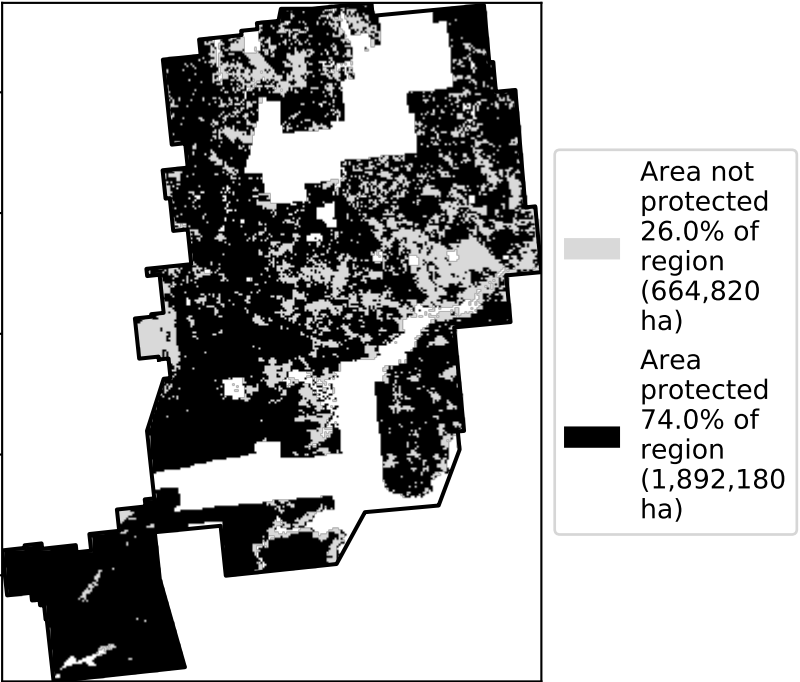 Area not
protected
26.0% of
region
(664,820
ha)
Area
protected
74.0% of
region
(1,892,180
ha)